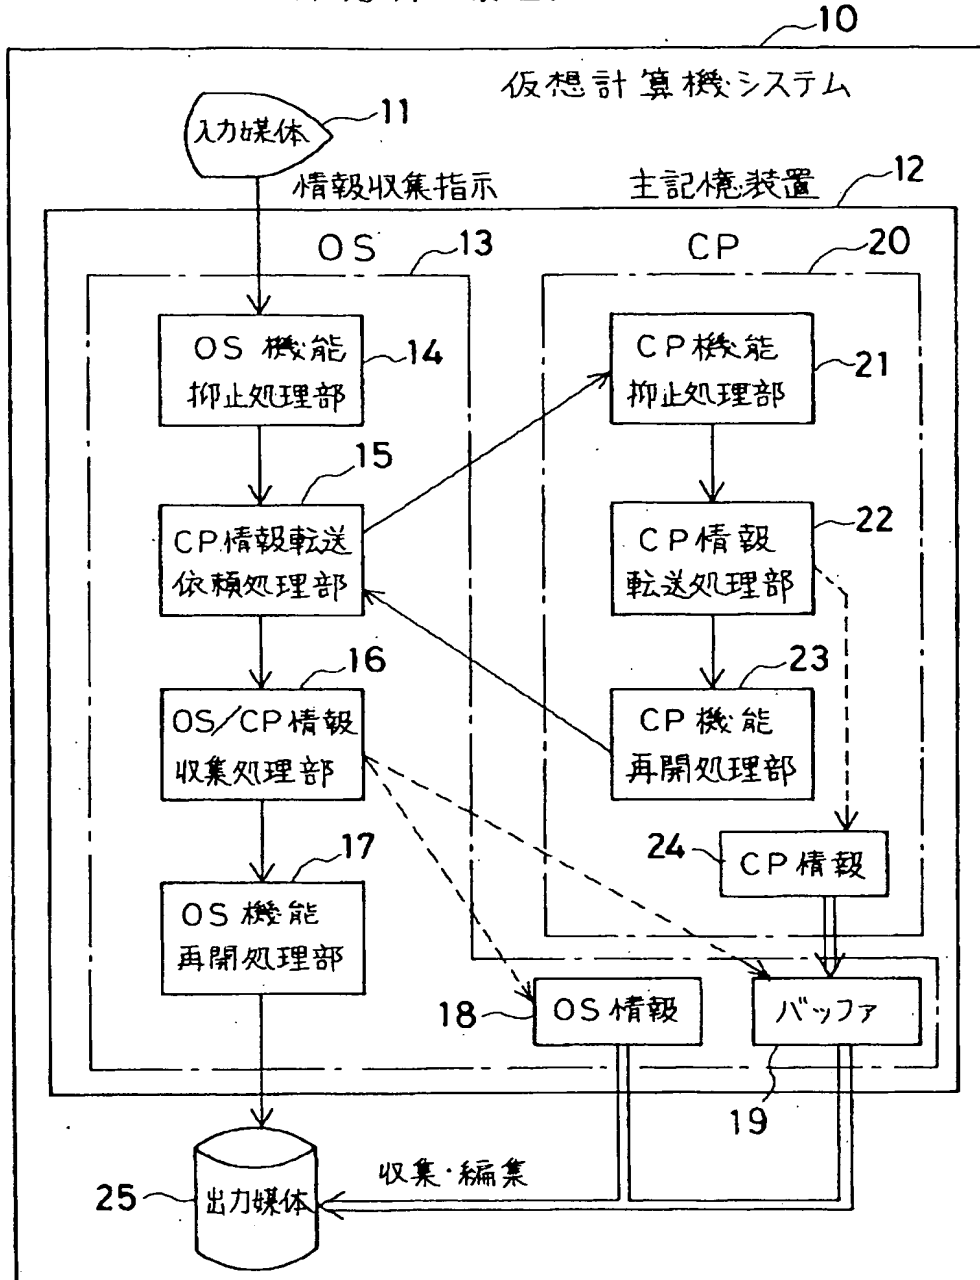 10
仮想計算機システム
入力媒体
11
情報収集指示
主記憶装置
12
OS
13
CP
20
OS機能
抑止処理部
14
CP機能
抑止処理部
21
15
CP情報転送
依頼処理部
CP情報
転送処理部
22
16
OS/CP情報
収集処理部
23
CP機能
再開処理部
17
OS機能
再開処理部
24
CP情報
18
OS情報
バッファ
19
収集・編集
25
出力媒体